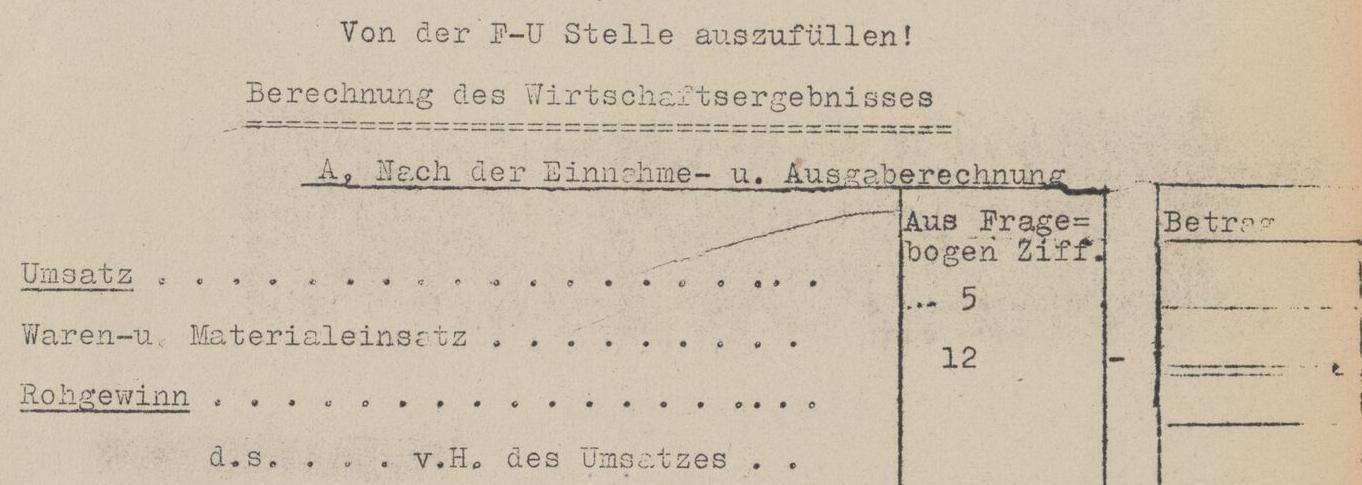 Von der F-U Stelle auszufüllen!
Berechnung des Wirtschaftsergebnisses
=====================================
A, Nach der Einnahme- u. Ausgaberechnung
Aus Frage=
bogen Ziff.
Betrag
Umsatz . . . . . . . . . . . . . . . . . .
... 5
Waren-u. Materialeinsatz . . . . . . . . .
12 -
Rohgewinn . . . . . . . . . . . . . . . . .
d.s. . . . v.H. des Umsatzes . .